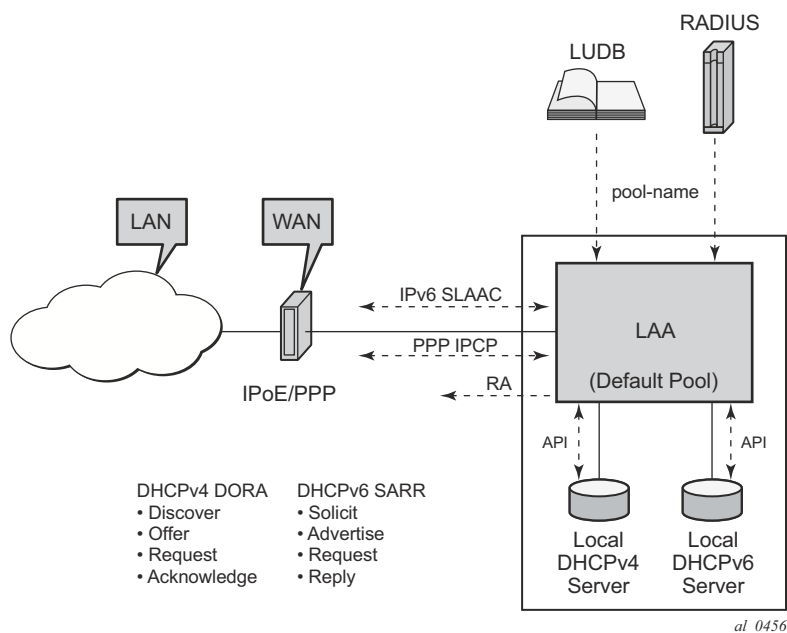 RADIUS
LUDB
pool-name
LAN
WAN
IPv6 SLAAC
LAA
PPP IPCP
(Default Pool)
RA
IPoE/PPP
API
API
DHCPv4 DORA
• Discover
• Offer
• Request
• Acknowledge
DHCPv6 SARR
• Solicit
• Advertise
• Request
• Reply
Local
DHCPv4
Server
Local
DHCPv6
Server
al_0456